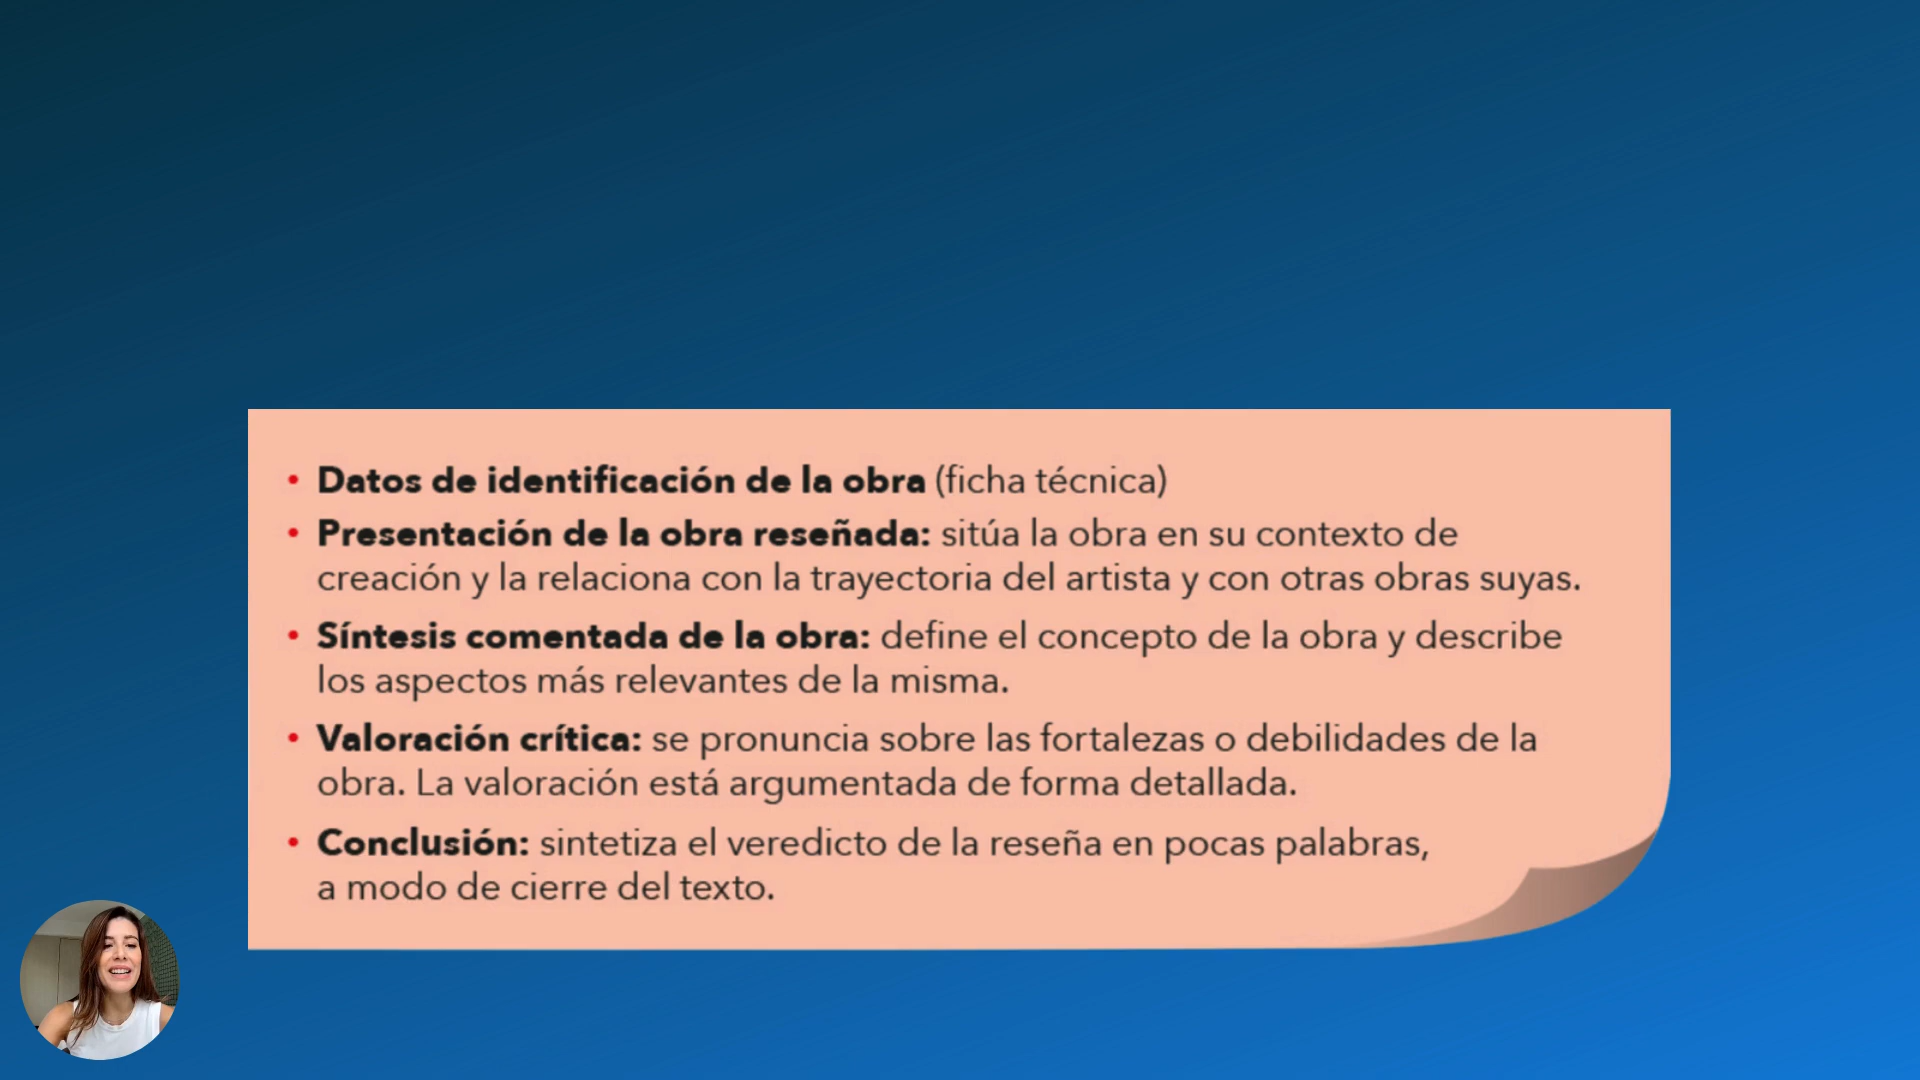 • Datos de identificación de la obra (ficha técnica)
• Presentación de la obra reseñada: sitúa la obra en su contexto de
creación y la relaciona con la trayectoria del artista y con otras obras suyas.
• Síntesis comentada de la obra: define el concepto de la obra y describe
los aspectos más relevantes de la misma.
• Valoración crítica: se pronuncia sobre las fortalezas o debilidades de la
obra. La valoración está argumentada de forma detallada.
• Conclusión: sintetiza el veredicto de la reseña en pocas palabras,
a modo de cierre del texto.